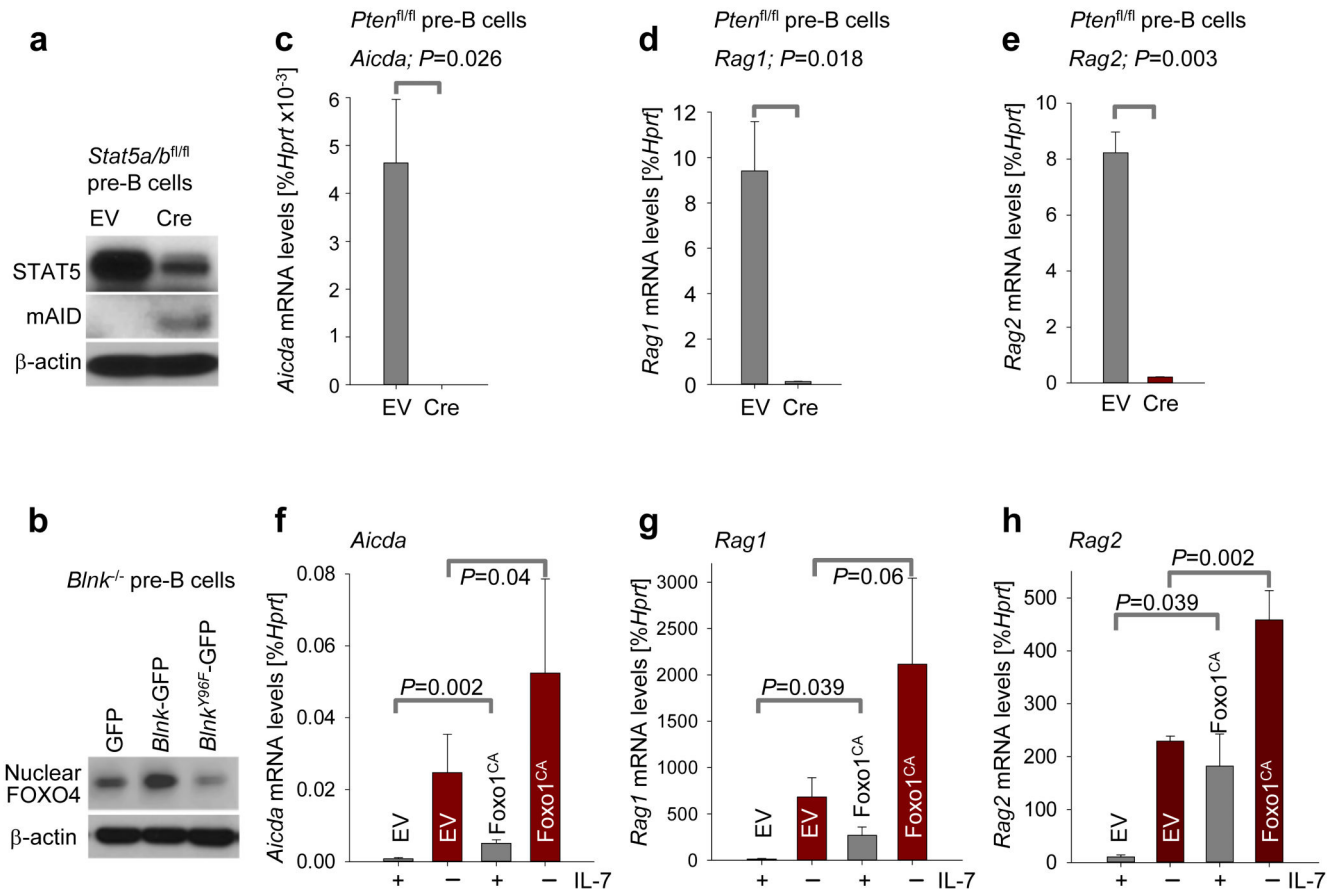 a
Stat5a/b^fl/fl
pre-B cells
EV Cre
STAT5
mAID
β-actin
c
Pten^fl/fl pre-B cells
Aicda; P=0.026
Aicda mRNA levels [%Hprt x10^-3]
6
5
4
3
2
1
0
EV Cre
d
Pten^fl/fl pre-B cells
Rag1; P=0.018
Rag1 mRNA levels [%Hprt]
12
10
8
6
4
2
0
EV Cre
e
Pten^fl/fl pre-B cells
Rag2; P=0.003
Rag2 mRNA levels [%Hprt]
10
8
6
4
2
0
EV Cre
b
Blnk^-/- pre-B cells
GFP
Blnk-GFP
Blnk^Y96F-GFP
Nuclear
FOXO4
β-actin
f
Aicda
Aicda mRNA levels [%Hprt]
0.08
0.06
0.04
0.02
0.00
P=0.04
P=0.002
EV
EV
Foxo1^CA
Foxo1^CA
+ – + – IL-7
g
Rag1
Rag1 mRNA levels [%Hprt]
3000
2500
2000
1500
1000
500
0
P=0.06
P=0.039
EV
EV
Foxo1^CA
Foxo1^CA
+ – + – IL-7
h
Rag2
Rag2 mRNA levels [%Hprt]
500
400
300
200
100
0
P=0.002
P=0.039
EV
EV
Foxo1^CA
Foxo1^CA
+ – + – IL-7